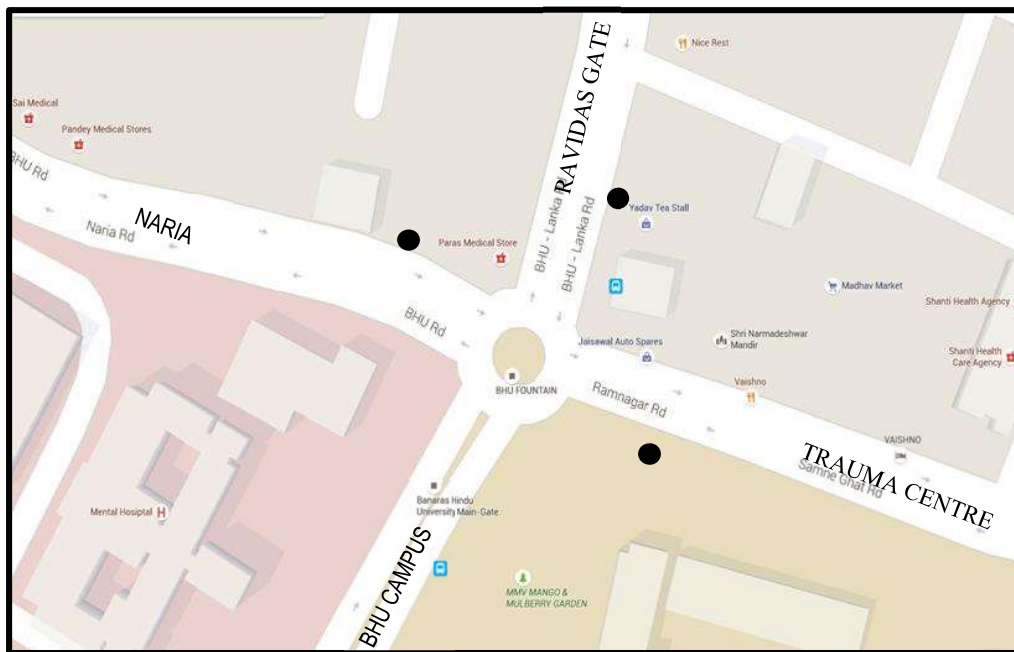 Nice Rest
RAVIDAS GATE
Sai Medical
Pandey Medical Stores
BHU Rd
NARIA
Naria Rd
Yadav Tea Stall
BHU - Lanka Rd
BHU - Lanka Rd
Paras Medical Store
Madhav Market
Shanti Health Agency
BHU Rd
Jaisawal Auto Spares
Shri Narmadeshwar
Mandir
Shanti Health
Care Agency
BHU FOUNTAIN
Ramnagar Rd
Vaishno
VAISHNO
TRAUMA CENTRE
Samne Ghat Rd
Banaras Hindu
University Main-Gate
Mental Hosiptal
H
BHU CAMPUS
MMV MANGO &
MULBERRY GARDEN